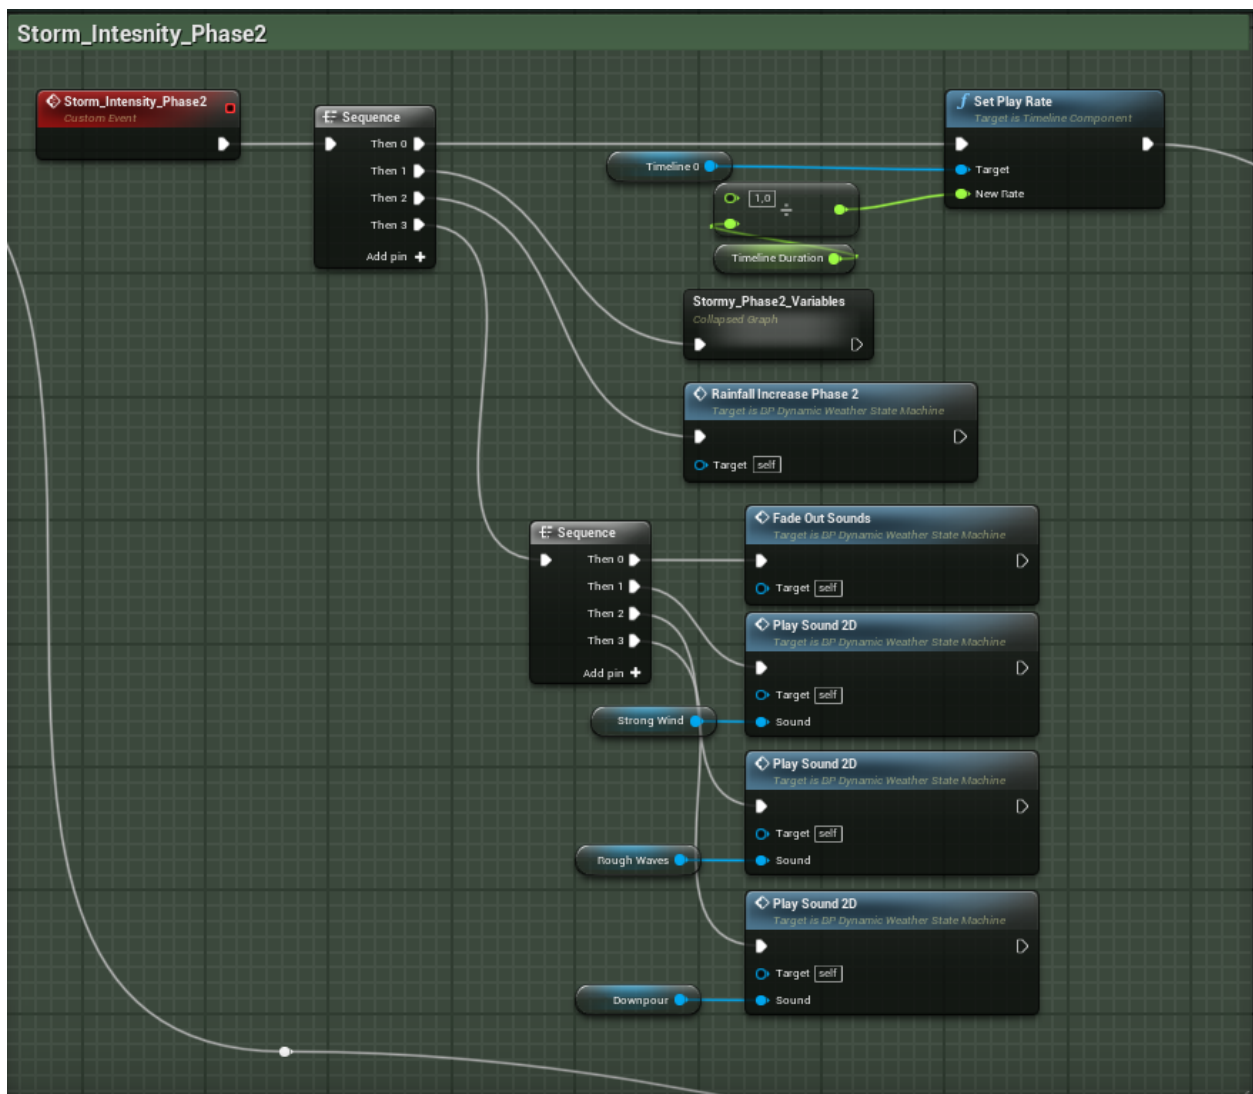 Storm_Intesnity_Phase2
Storm_Intensity_Phase2
Custom Event
Sequence
Then 0
Then 1
Then 2
Then 3
Add pin
Timeline 0
1,0
÷
Timeline Duration
Set Play Rate
Target is Timeline Component
Target
New Rate
Stormy_Phase2_Variables
Collapsed Graph
Rainfall Increase Phase 2
Target is BP Dynamic Weather State Machine
Target self
Sequence
Then 0
Then 1
Then 2
Then 3
Add pin
Fade Out Sounds
Target is BP Dynamic Weather State Machine
Target self
Play Sound 2D
Target is BP Dynamic Weather State Machine
Target self
Strong Wind
Sound
Play Sound 2D
Target is BP Dynamic Weather State Machine
Target self
Rough Waves
Sound
Play Sound 2D
Target is BP Dynamic Weather State Machine
Target self
Downpour
Sound